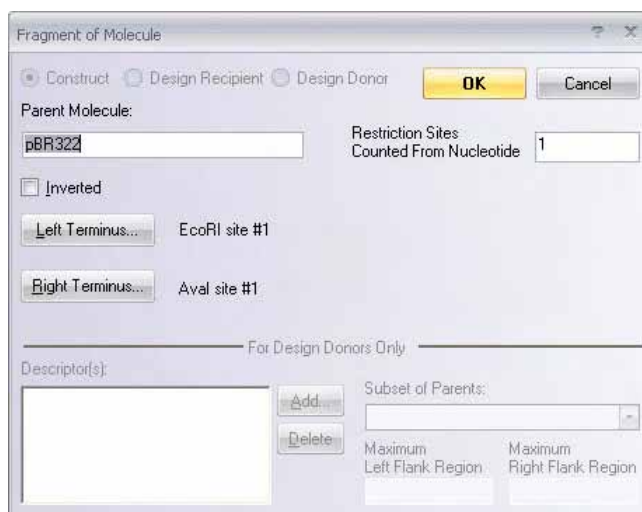 Fragment of Molecule
? X
Construct Design Recipient Design Donor
OK
Cancel
Parent Molecule:
pBR322
Restriction Sites
Counted From Nucleotide
1
Inverted
Left Terminus... EcoRI site #1
Right Terminus... AvaI site #1
For Design Donors Only
Descriptor(s):
Add...
Delete
Subset of Parents:
Maximum
Left Flank Region
Maximum
Right Flank Region